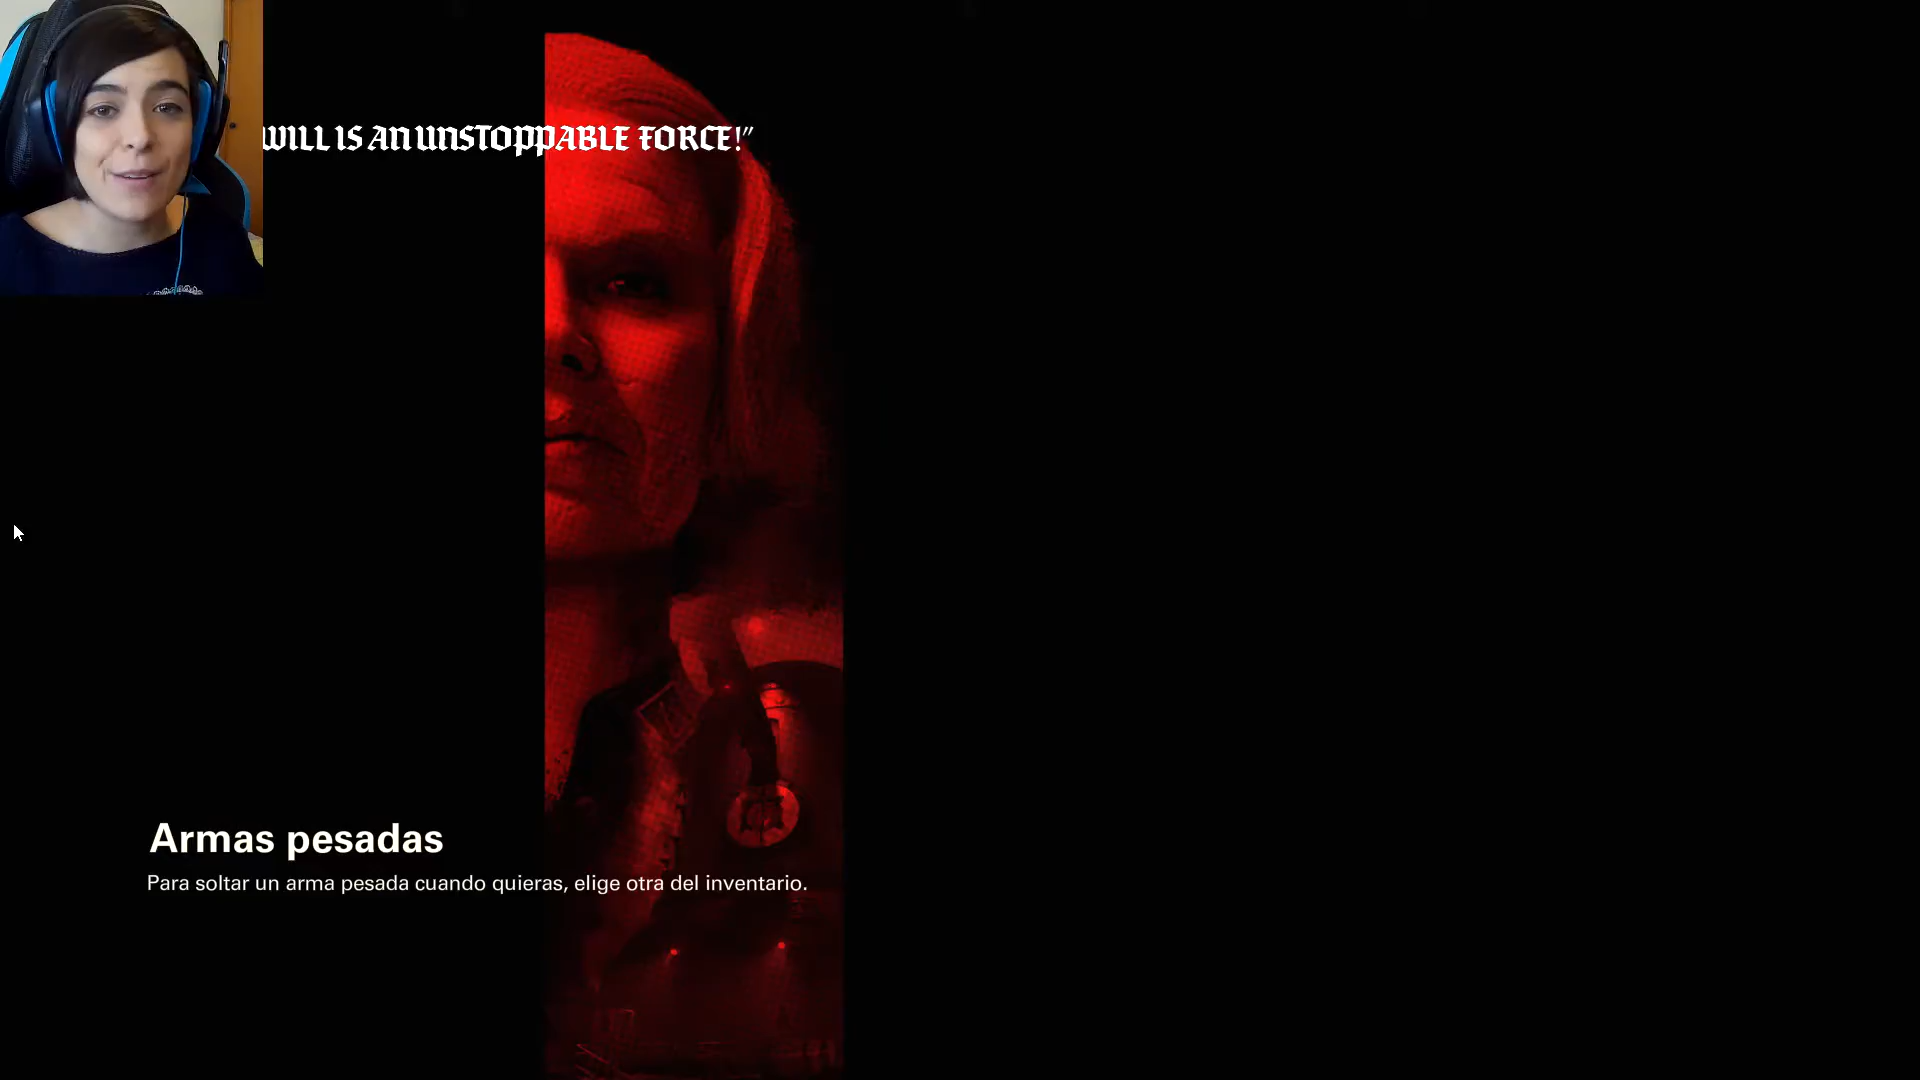 WILL IS AN UNSTOPPABLE FORCE!”
Armas pesadas
Para soltar un arma pesada cuando quieras, elige otra del inventario.